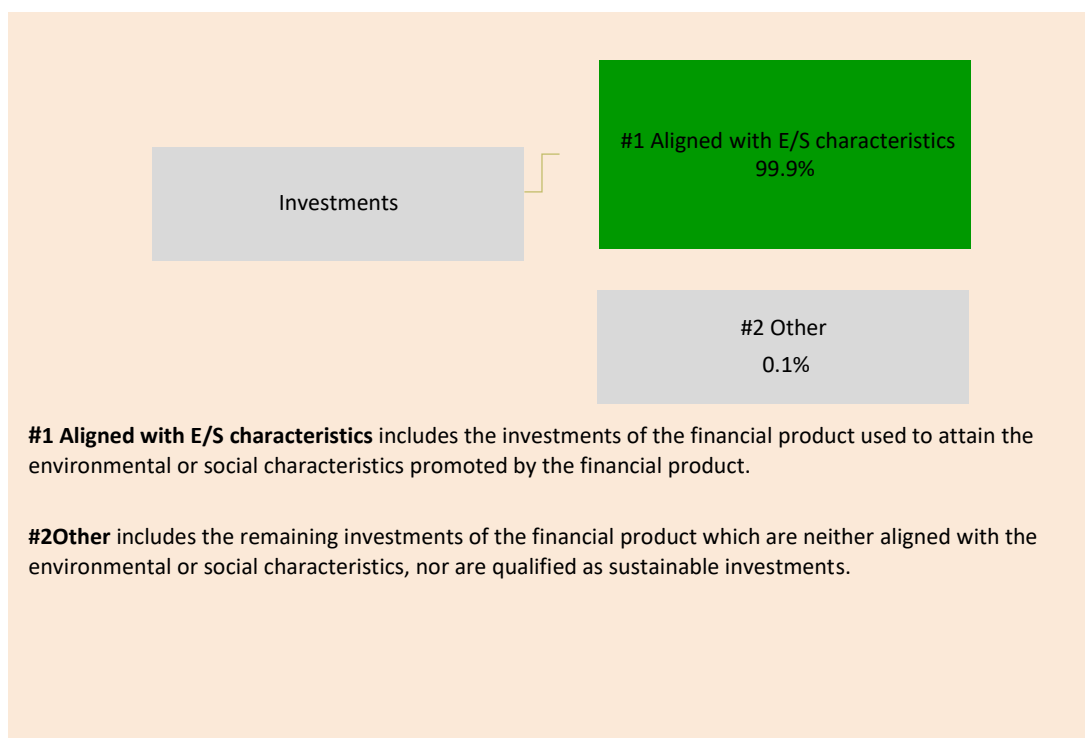 #1 Aligned with E/S characteristics
99.9%
Investments
#2 Other
0.1%
#1 Aligned with E/S characteristics includes the investments of the financial product used to attain the
environmental or social characteristics promoted by the financial product.
#2Other includes the remaining investments of the financial product which are neither aligned with the
environmental or social characteristics, nor are qualified as sustainable investments.